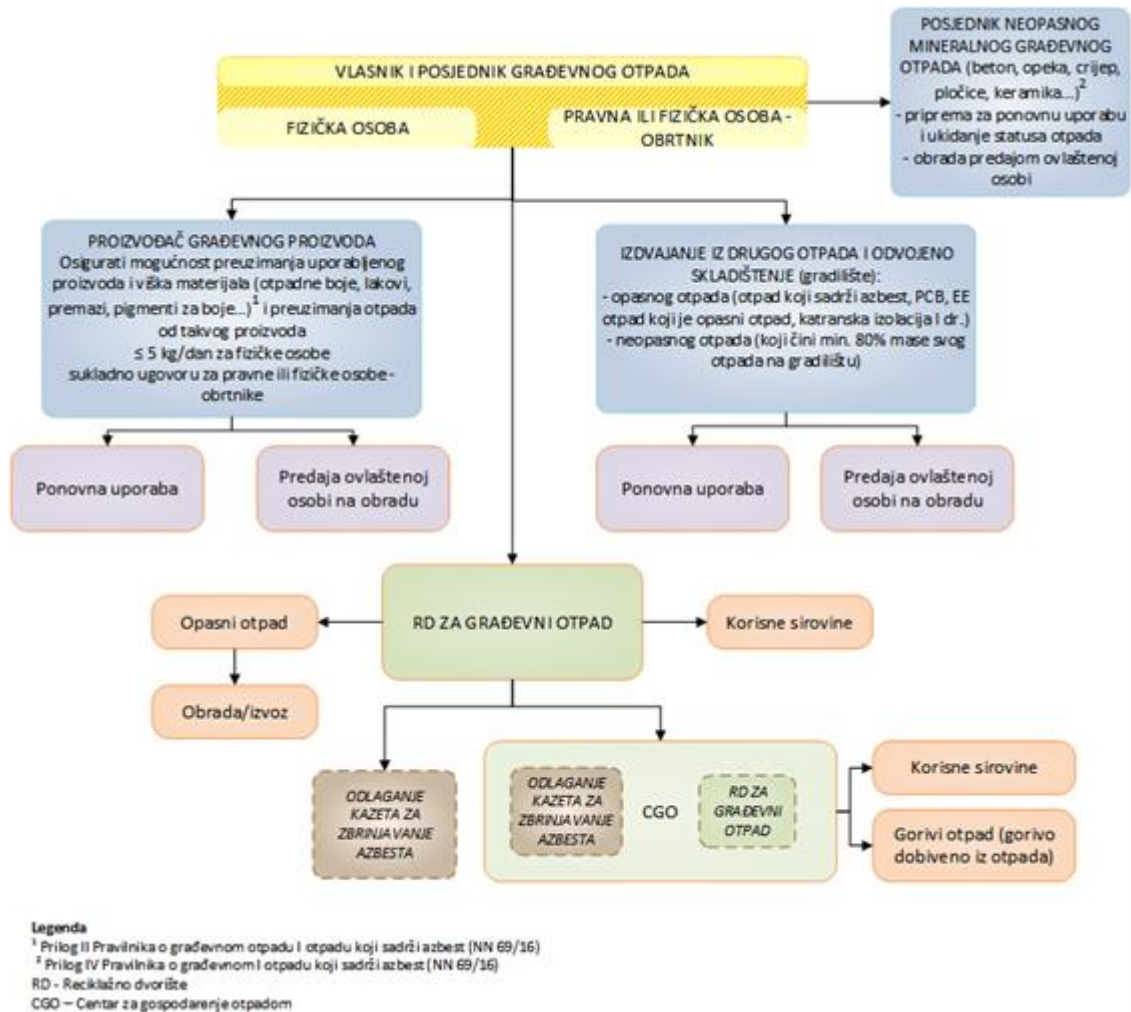 VLASNIK I POSJEDNIK GRAĐEVNOG OTPADA
FIZIČKA OSOBA
PRAVNA ILI FIZIČKA OSOBA -
OBRTNIK
POSJEDNIK NEOPASNOG
MINERALNOG GRAĐEVNOG
OTPADA (beton, opeka, crijep,
pločice, keramika...)²
- priprema za ponovnu uporabu
i ukidanje statusa otpada
- obrada predajom ovlaštenoj
osobi
PROIZVOĐAČ GRAĐEVNOG PROIZVODA
Osigurati mogućnost preuzimanja uporabljenog
proizvoda i viška materijala (otpadne boje, lakovi,
premazi, pigmenti za boje...)¹ i preuzimanja otpada
od takvog proizvoda
≤ 5 kg/dan za fizičke osobe
sukladno ugovoru za pravne ili fizičke osobe-
obrtnike
IZDVAJANJE IZ DRUGOG OTPADA I ODVOJENO
SKLADIŠTENJE (gradilište):
- opasnog otpada (otpad koji sadrži azbest, PCB, EE
otpad koji je opasni otpad, katranska izolacija I dr.)
- neopasnog otpada (koji čini min. 80% mase svog
otpada na gradilištu)
Ponovna uporaba
Predaja ovlaštenoj
osobi na obradu
Ponovna uporaba
Predaja ovlaštenoj
osobi na obradu
Opasni otpad
RD ZA GRAĐEVNI OTPAD
Korisne sirovine
Obrada/izvoz
ODLAGANJE
KAZETA ZA
ZBRINJAVANJE
AZBESTA
ODLAGANJE
KAZETA ZA
ZBRINJAVANJE
AZBESTA
CGO
RD ZA
GRAĐEVNI
OTPAD
Korisne sirovine
Gorivi otpad (gorivo
dobiveno iz otpada)
Legenda
¹ Prilog II Pravilnika o građevnom otpadu I otpadu koji sadrži azbest (NN 69/16)
² Prilog IV Pravilnika o građevnom I otpadu koji sadrži azbest (NN 69/16)
RD - Reciklažno dvorište
CGO – Centar za gospodarenje otpadom